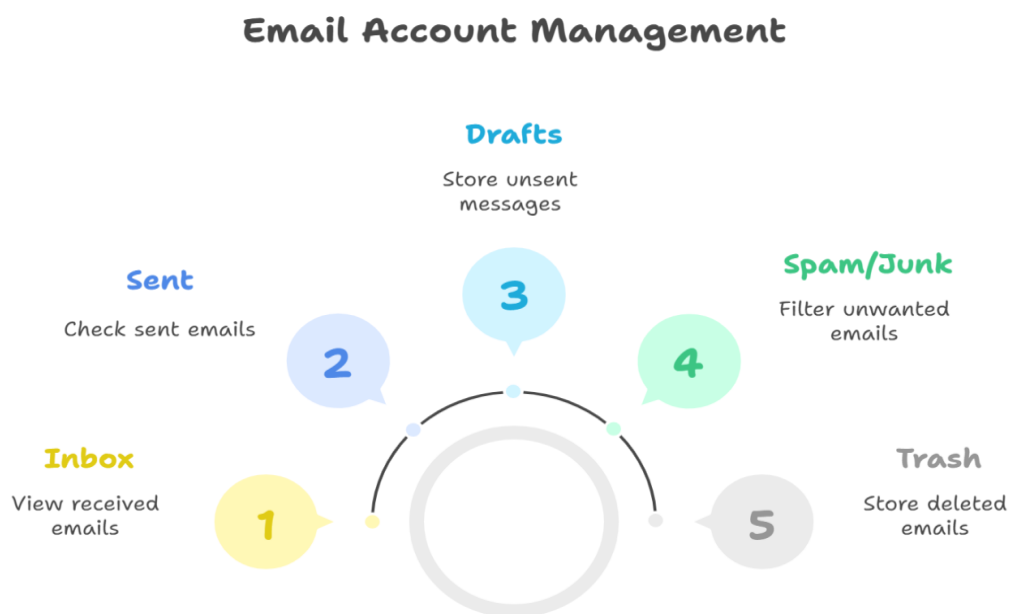 Email Account Management
Drafts
Store unsent
messages
3
Sent
Check sent emails
2
Spam/Junk
Filter unwanted
emails
4
Inbox
View received
emails
1
Trash
Store deleted
emails
5